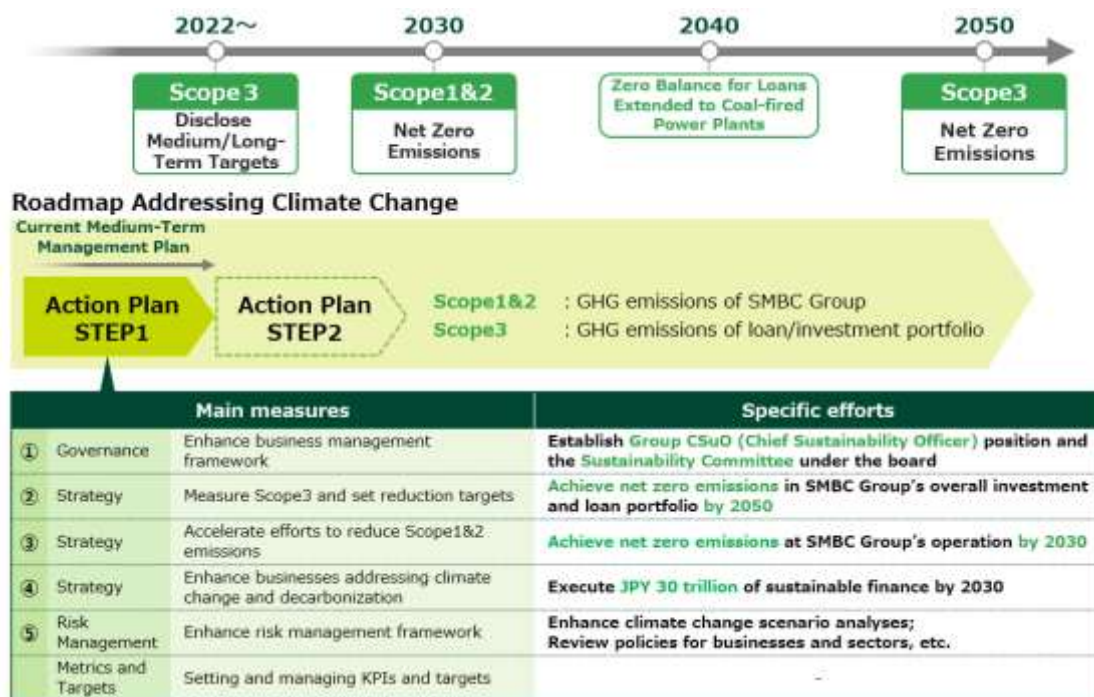 2022～ 2030 2040 2050
Scope 3
Disclose
Medium/Long-
Term Targets
Scope1&2
Net Zero
Emissions
Zero Balance for Loans
Extended to Coal-fired
Power Plants
Scope3
Net Zero
Emissions
Roadmap Addressing Climate Change
Current Medium-Term
Management Plan
Action Plan
STEP1
Action Plan
STEP2
Scope1&2 : GHG emissions of SMBC Group
Scope3 : GHG emissions of loan/investment portfolio
Main measures Specific efforts
① Governance
Enhance business management
framework
Establish Group CSuO (Chief Sustainability Officer) position and
the Sustainability Committee under the board
② Strategy
Measure Scope3 and set reduction targets
Achieve net zero emissions in SMBC Group's overall investment
and loan portfolio by 2050
③ Strategy
Accelerate efforts to reduce Scope1&2
emissions
Achieve net zero emissions at SMBC Group's operation by 2030
④ Strategy
Enhance businesses addressing climate
change and decarbonization
Execute JPY 30 trillion of sustainable finance by 2030
⑤ Risk
Management
Enhance risk management framework
Enhance climate change scenario analyses;
Review policies for businesses and sectors, etc.
Metrics and
Targets
Setting and managing KPIs and targets
-